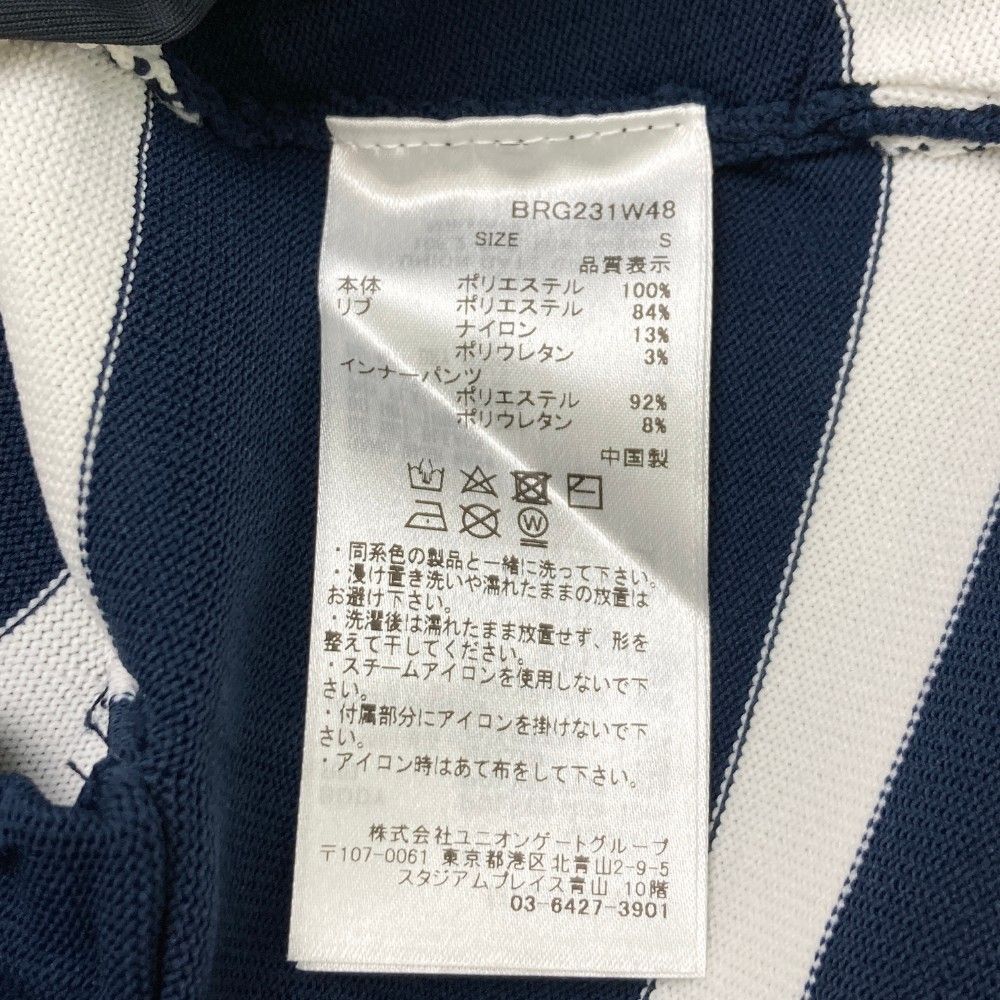 BRG231W48
SIZE S
品質表示
本体 ポリエステル 100%
リブ ポリエステル 84%
ナイロン 13%
ポリウレタン 3%
インナーパンツ
ポリエステル 92%
ポリウレタン 8%
中国製
W
・同系色の製品と一緒に洗って下さい。
・浸け置き洗いや濡れたままの放置は
お避け下さい。
・洗濯後は濡れたまま放置せず、形を
整えて干してください。
・スチームアイロンを使用しないで下
さい。
・付属部分にアイロンを掛けないで下
さい。
・アイロン時はあて布をして下さい。
株式会社ユニオンゲートグループ
〒107-0061 東京都港区北青山2-9-5
スタジアムプレイス青山 10階
03-6427-3901